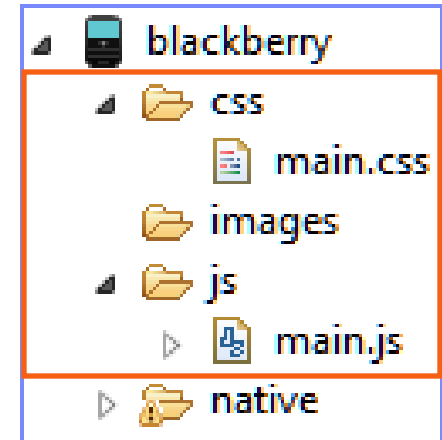 blackberry
css
main.css
images
js
main.js
native